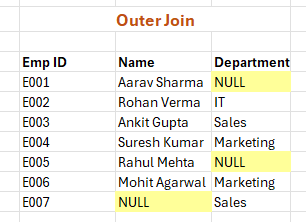 Outer Join
Emp ID Name Department
E001 Aarav Sharma NULL
E002 Rohan Verma IT
E003 Ankit Gupta Sales
E004 Suresh Kumar Marketing
E005 Rahul Mehta NULL
E006 Mohit Agarwal Marketing
E007 NULL Sales